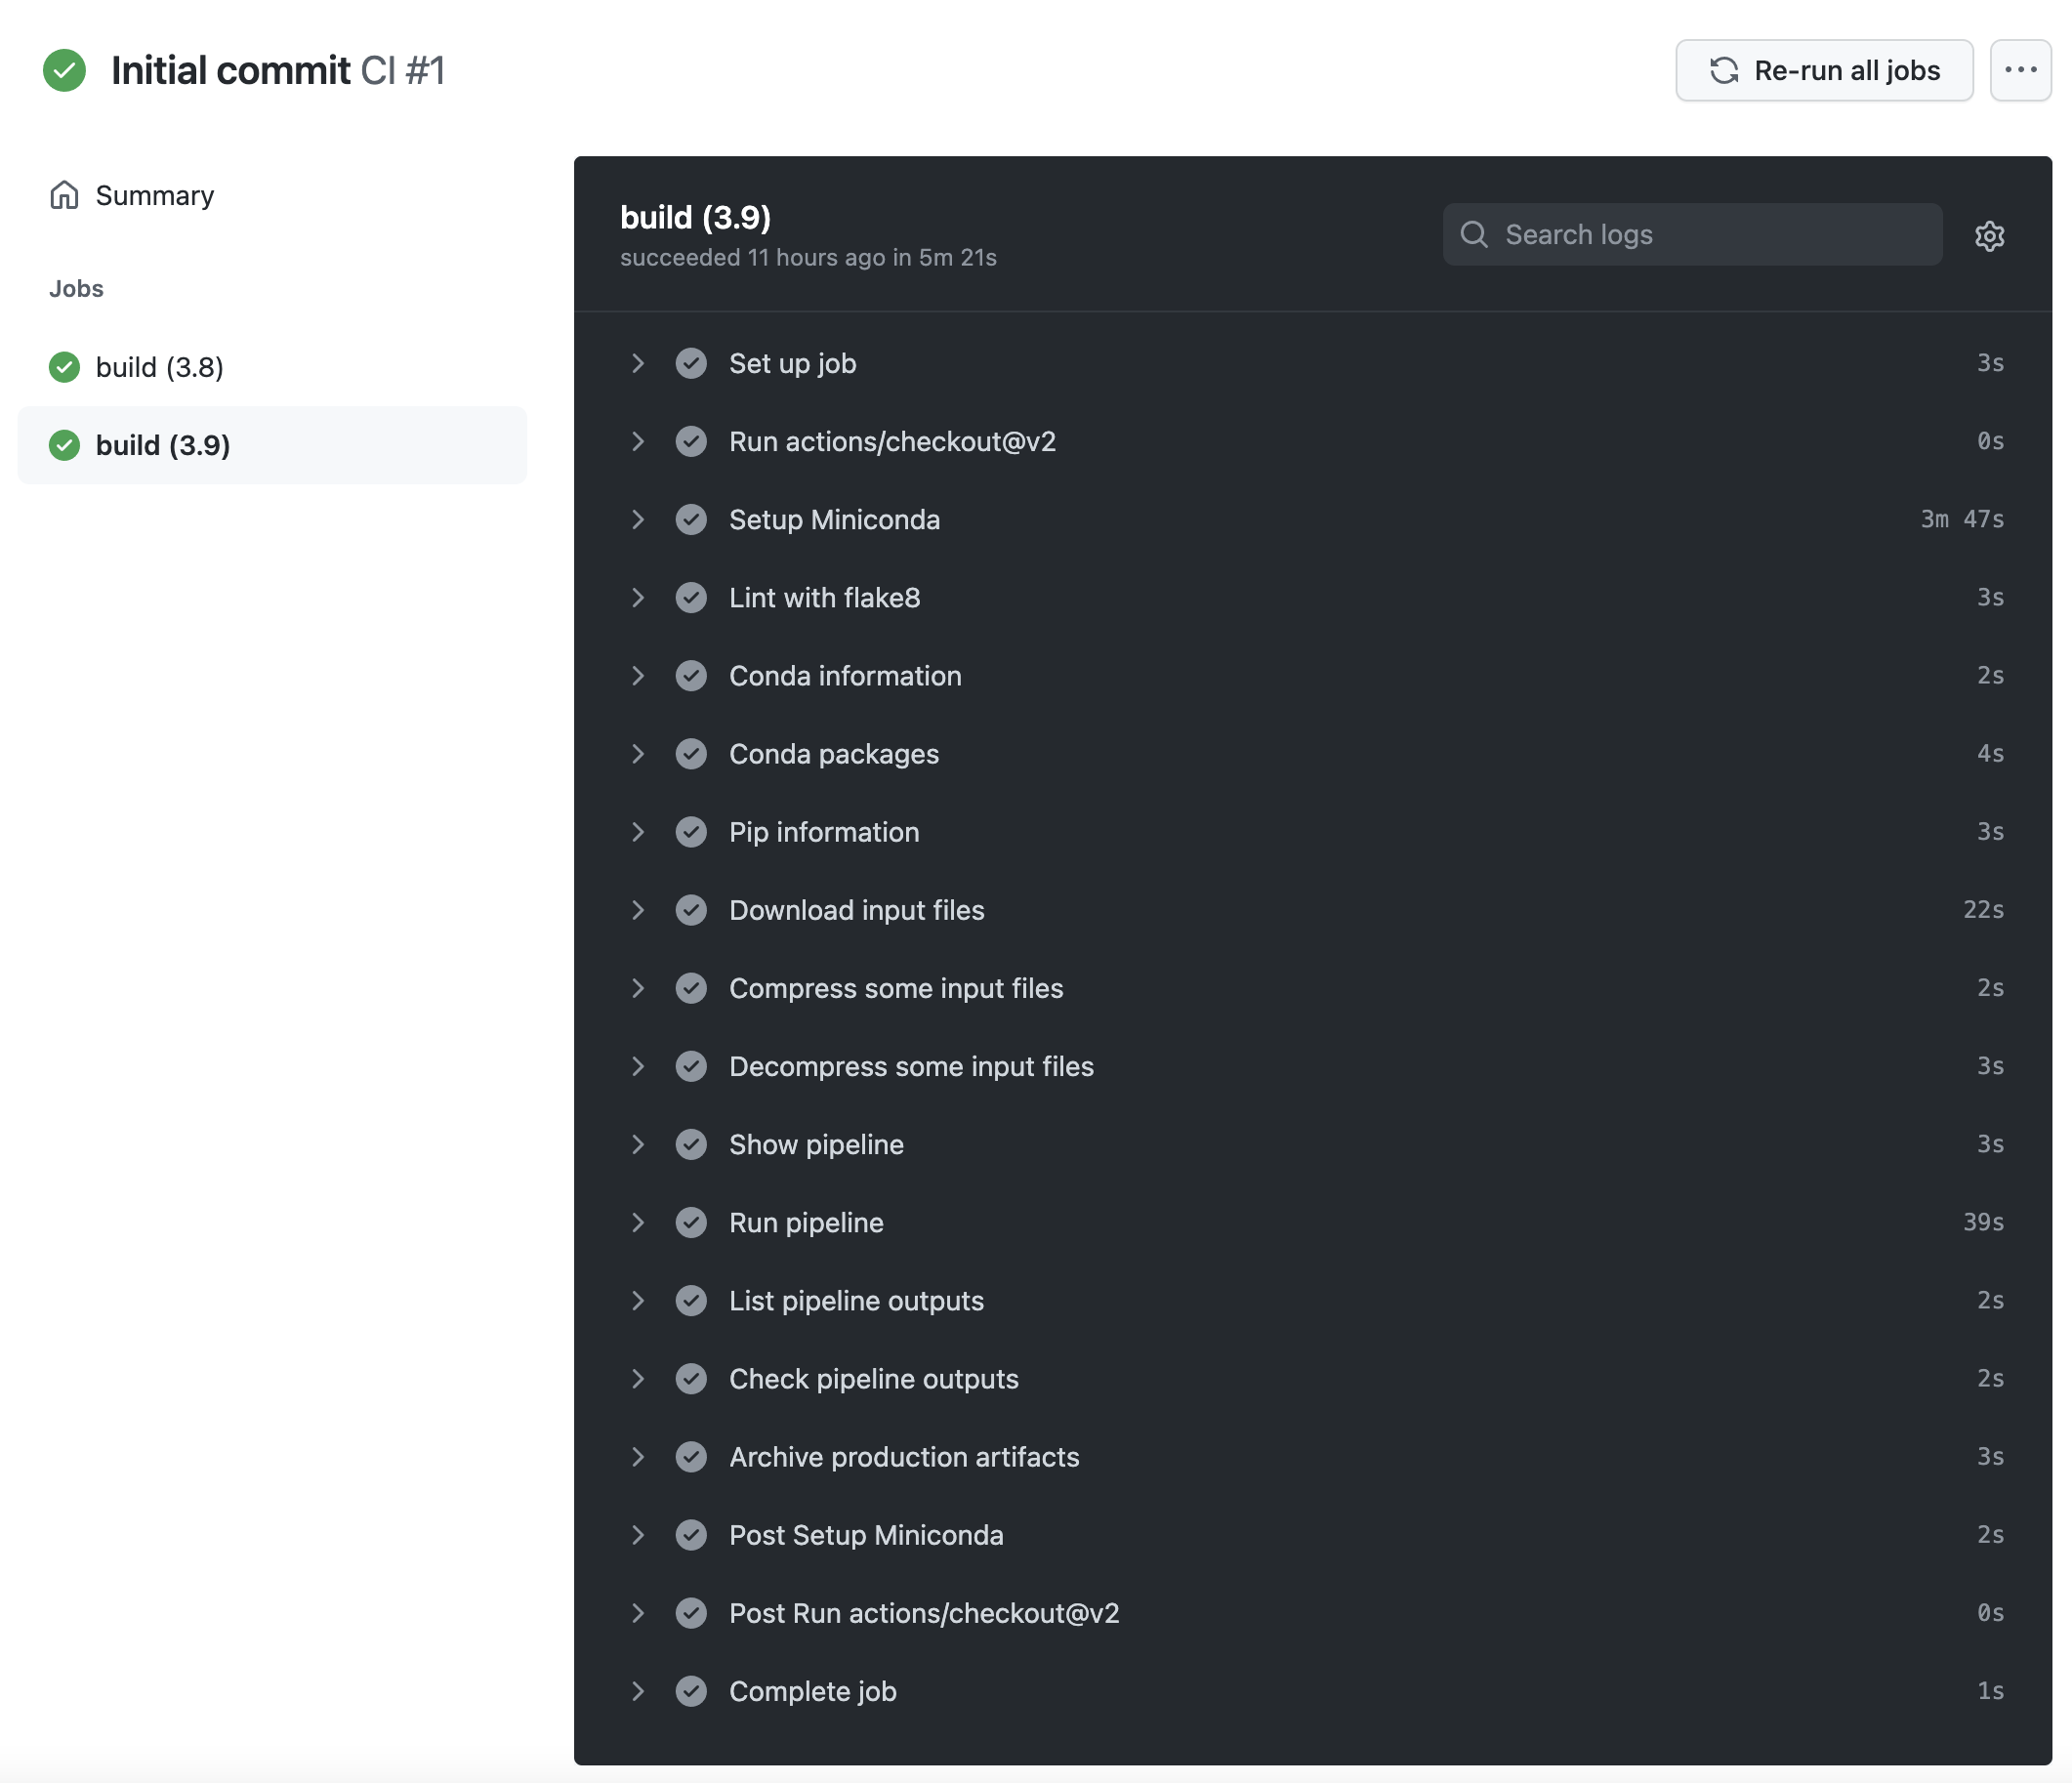 Initial commit CI #1
Re-run all jobs
Summary
Jobs
build (3.8)
build (3.9)
build (3.9)
succeeded 11 hours ago in 5m 21s
Search logs
Set up job 3s
Run actions/checkout@v2 0s
Setup Miniconda 3m 47s
Lint with flake8 3s
Conda information 2s
Conda packages 4s
Pip information 3s
Download input files 22s
Compress some input files 2s
Decompress some input files 3s
Show pipeline 3s
Run pipeline 39s
List pipeline outputs 2s
Check pipeline outputs 2s
Archive production artifacts 3s
Post Setup Miniconda 2s
Post Run actions/checkout@v2 0s
Complete job 1s